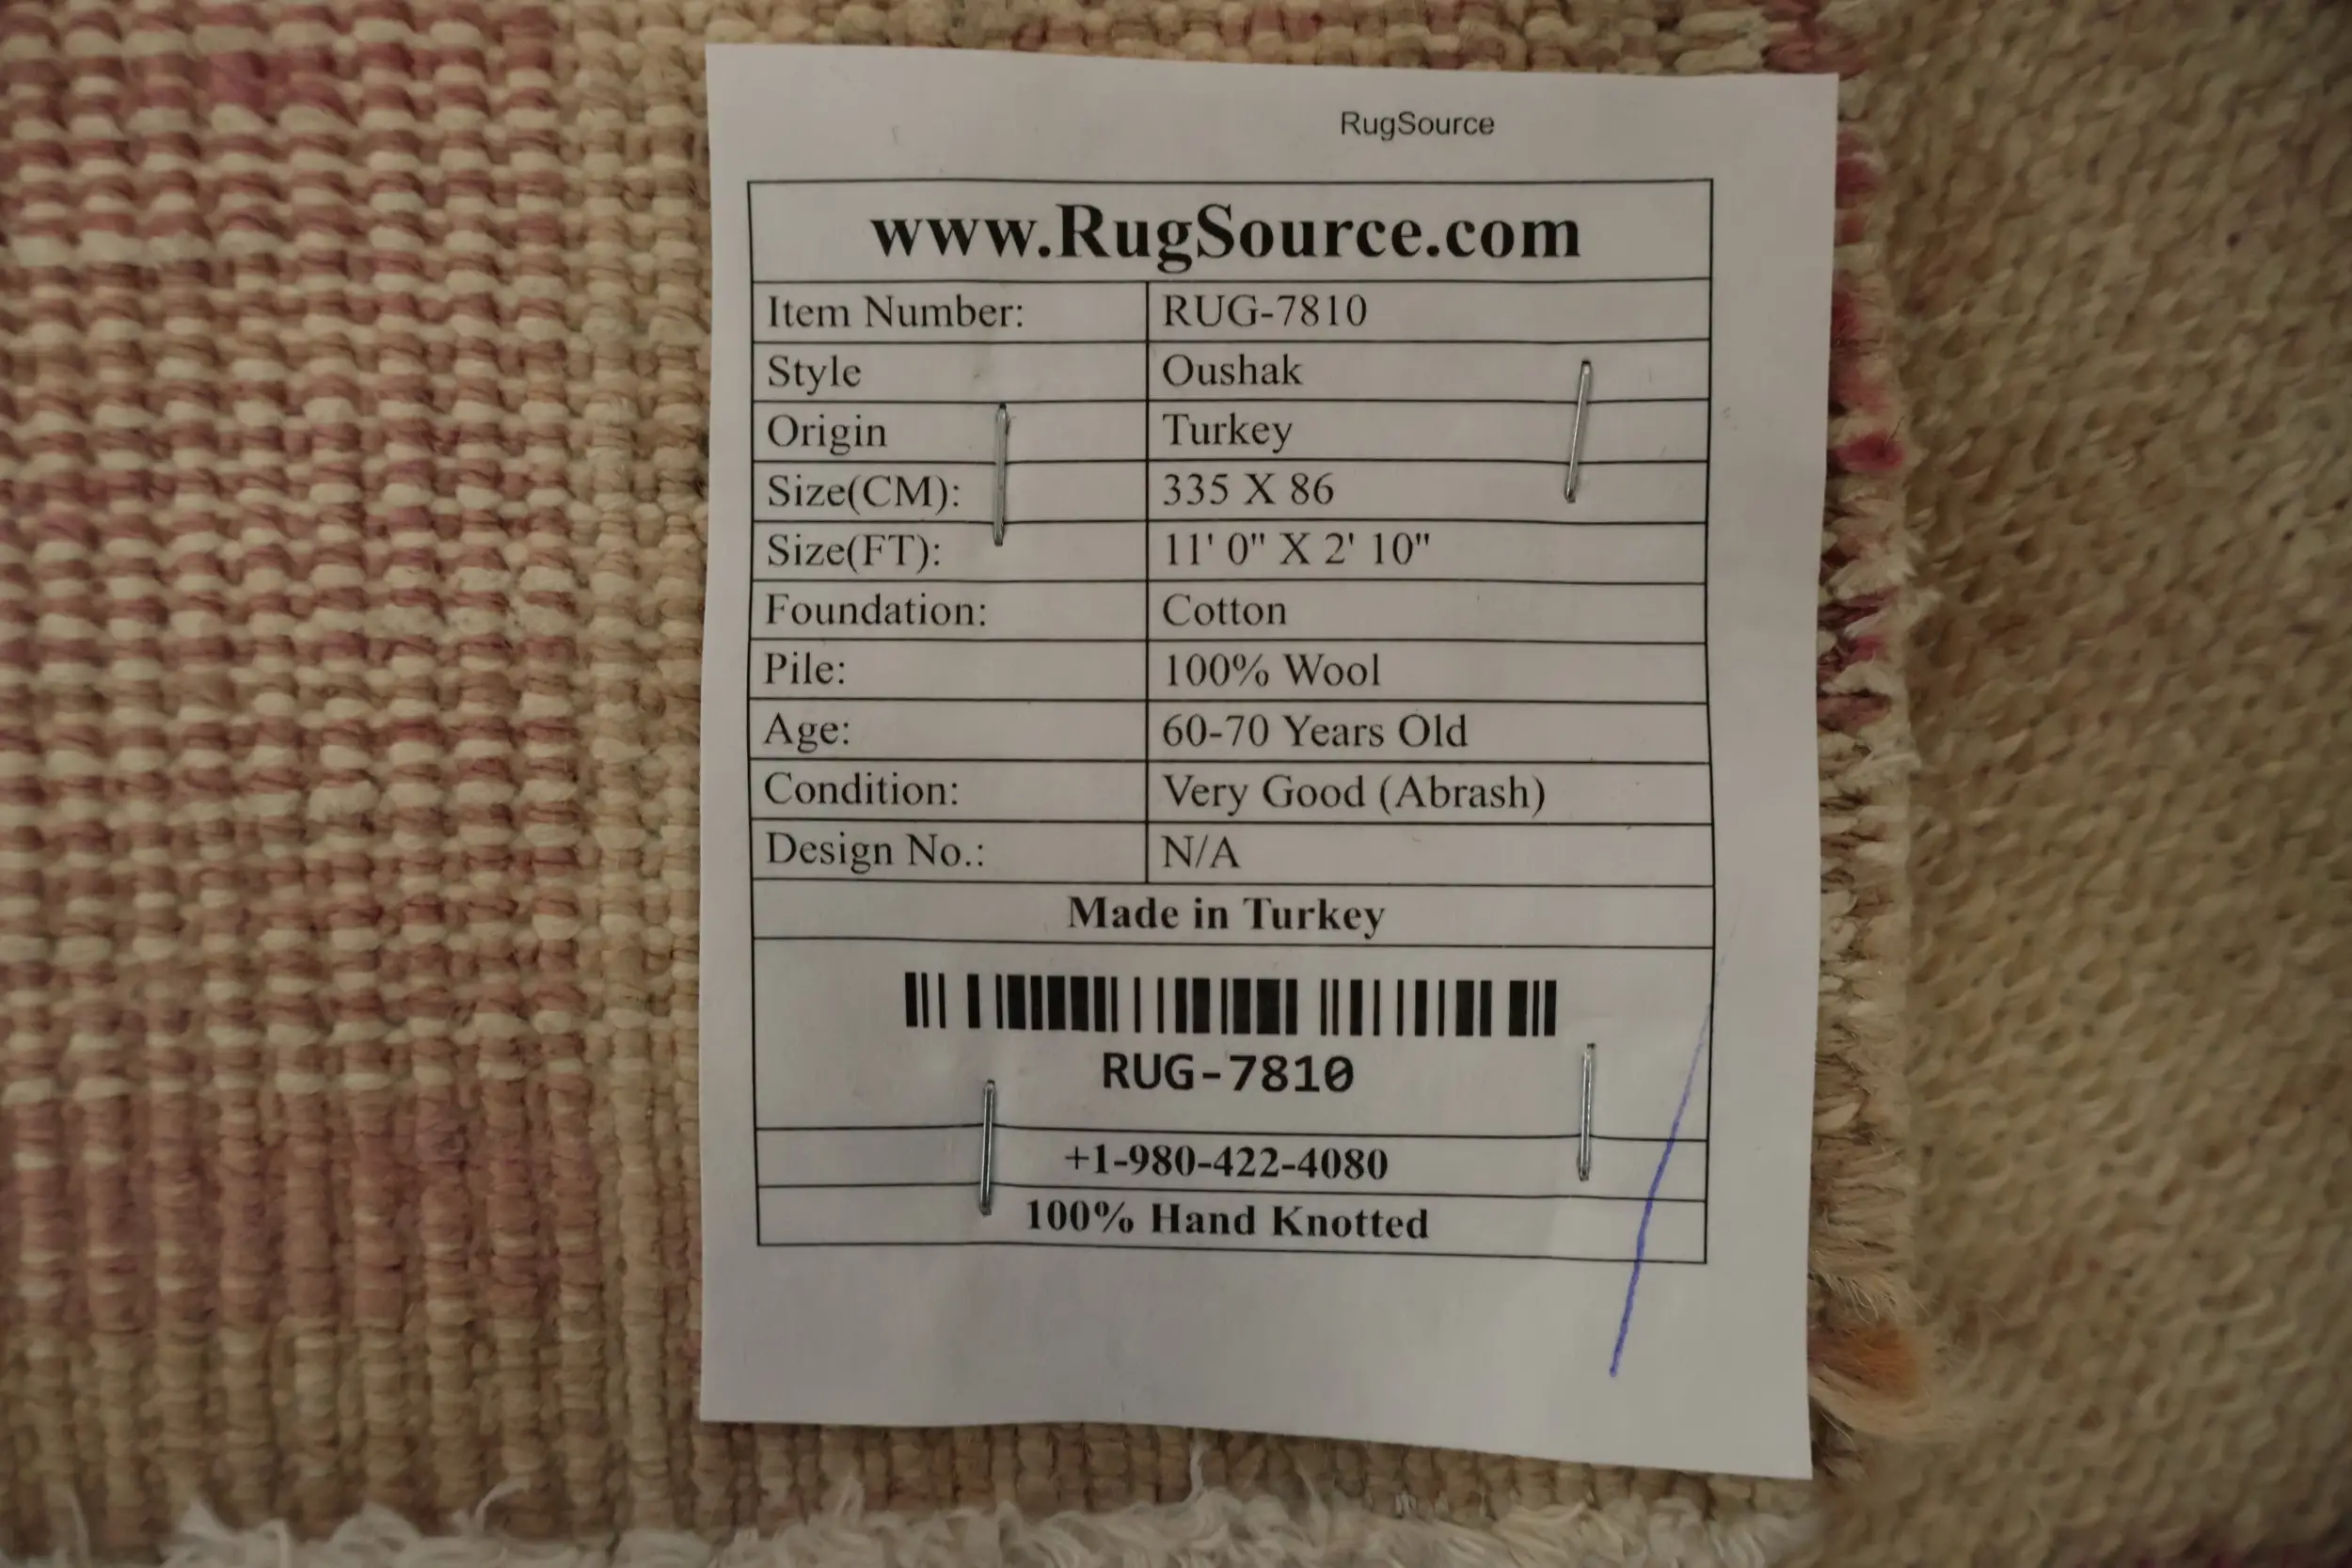 RugSource
www.RugSource.com
Item Number: RUG-7810
Style Oushak
Origin Turkey
Size(CM): 335 X 86
Size(FT): 11' 0" X 2' 10"
Foundation: Cotton
Pile: 100% Wool
Age: 60-70 Years Old
Condition: Very Good (Abrash)
Design No.: N/A
Made in Turkey
RUG-7810
+1-980-422-4080
100% Hand Knotted